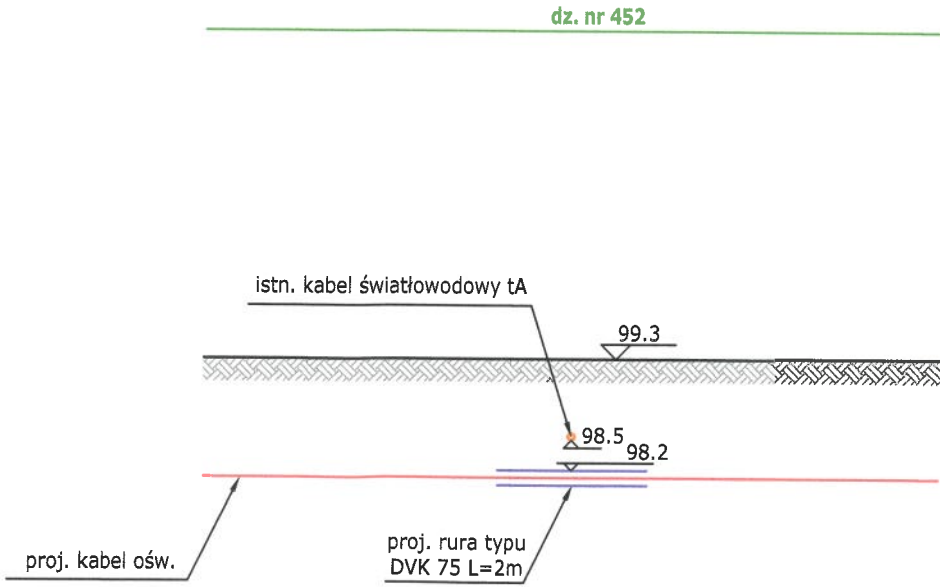 dz. nr 452
istn. kabel światłowodowy tA
99.3
98.5
98.2
proj. kabel ośw.
proj. rura typu
DVK 75 L=2m